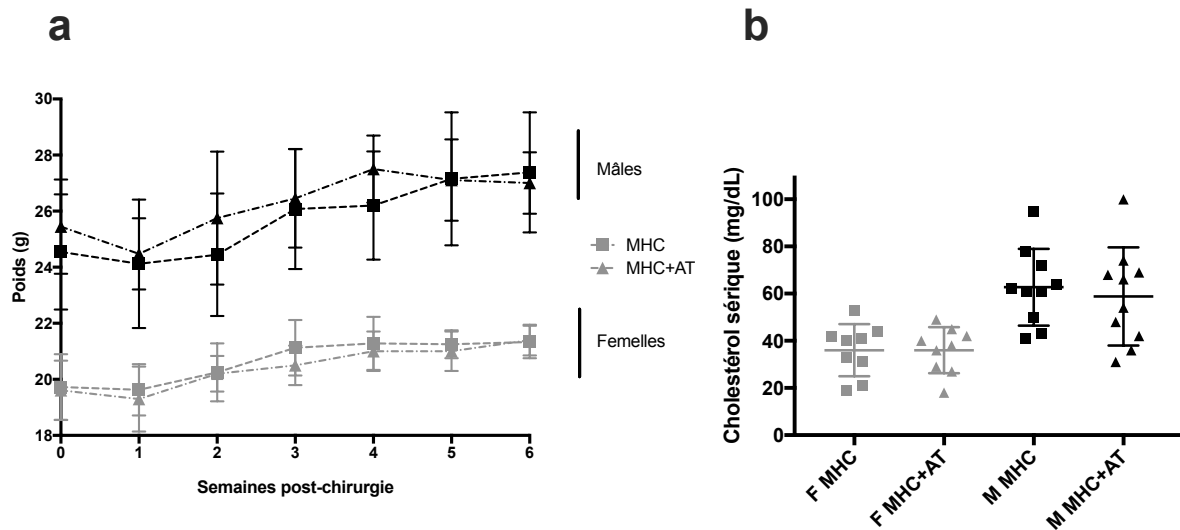 a
b
30
28
26
24
22
20
18
Poids (g)
0 1 2 3 4 5 6
Semaines post-chirurgie
Mâles
MHC
MHC+AT
Femelles
100
80
60
40
20
0
Cholestérol sérique (mg/dL)
F MHC
F MHC+AT
M MHC
M MHC+AT